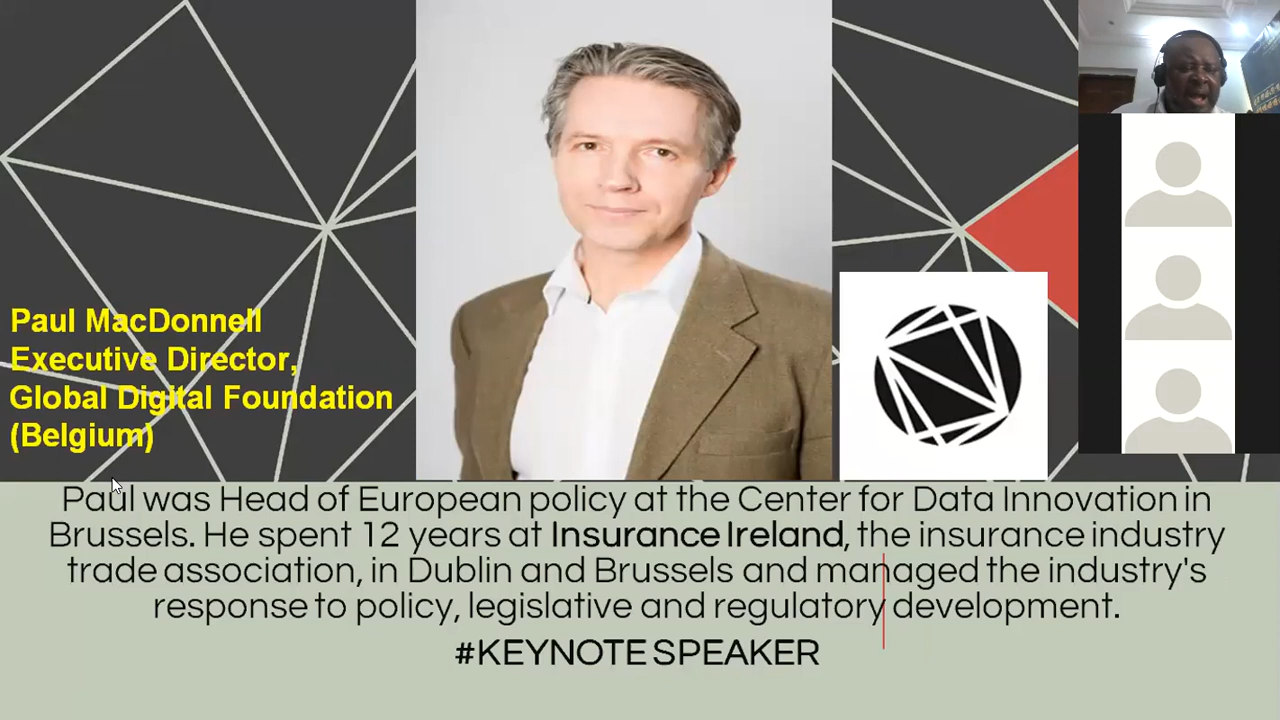 Paul MacDonnell
Executive Director,
Global Digital Foundation
(Belgium)
Paul was Head of European policy at the Center for Data Innovation in
Brussels. He spent 12 years at Insurance Ireland, the insurance industry
trade association, in Dublin and Brussels and managed the industry's
response to policy, legislative and regulatory development.
#KEYNOTE SPEAKER